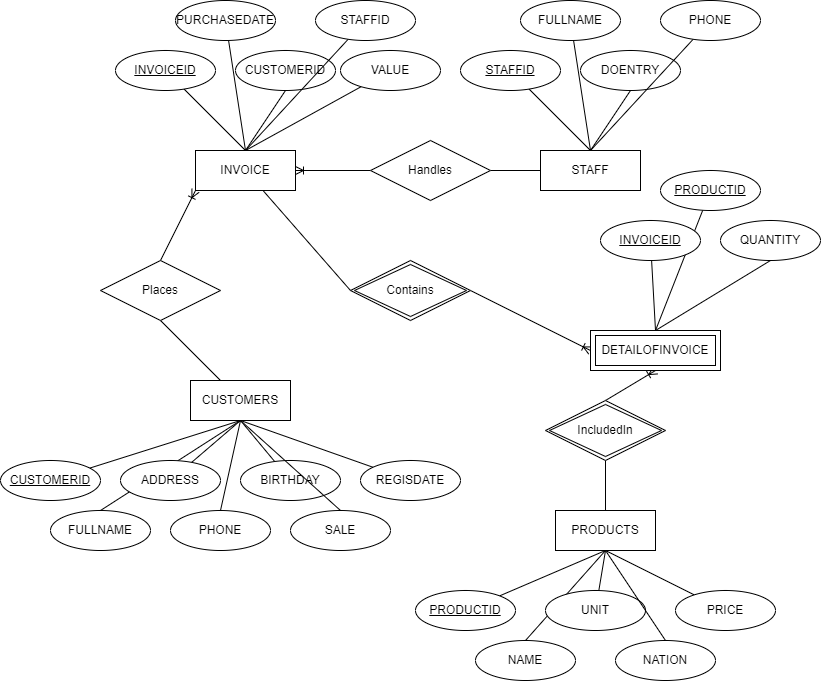 PURCHASEDATE
STAFFID
FULLNAME
PHONE
INVOICEID
CUSTOMERID
VALUE
STAFFID
DOENTRY
INVOICE
Handles
STAFF
PRODUCTID
INVOICEID
QUANTITY
Places
Contains
DETAILOFINVOICE
CUSTOMERS
IncludedIn
CUSTOMERID
ADDRESS
BIRTHDAY
REGISDATE
FULLNAME
PHONE
SALE
PRODUCTS
PRODUCTID
UNIT
PRICE
NAME
NATION